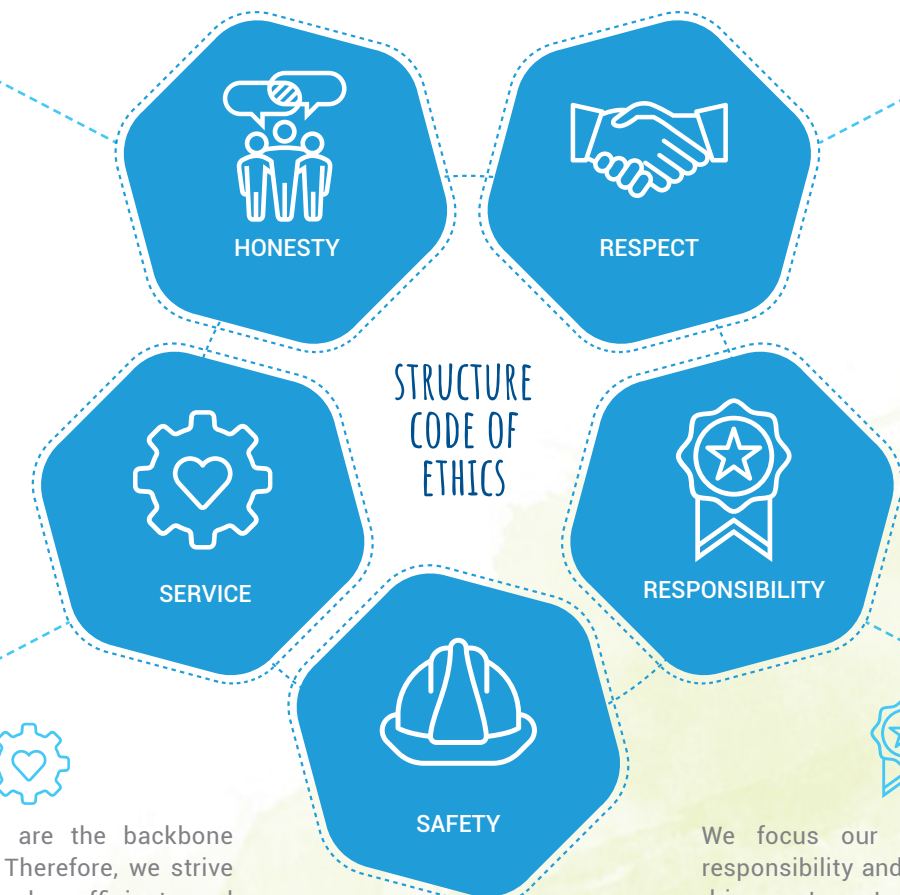 HONESTY
RESPECT
STRUCTURE
CODE OF
ETHICS
SERVICE
RESPONSIBILITY
SAFETY
are the backbone
Therefore, we strive
We focus our
responsibility and